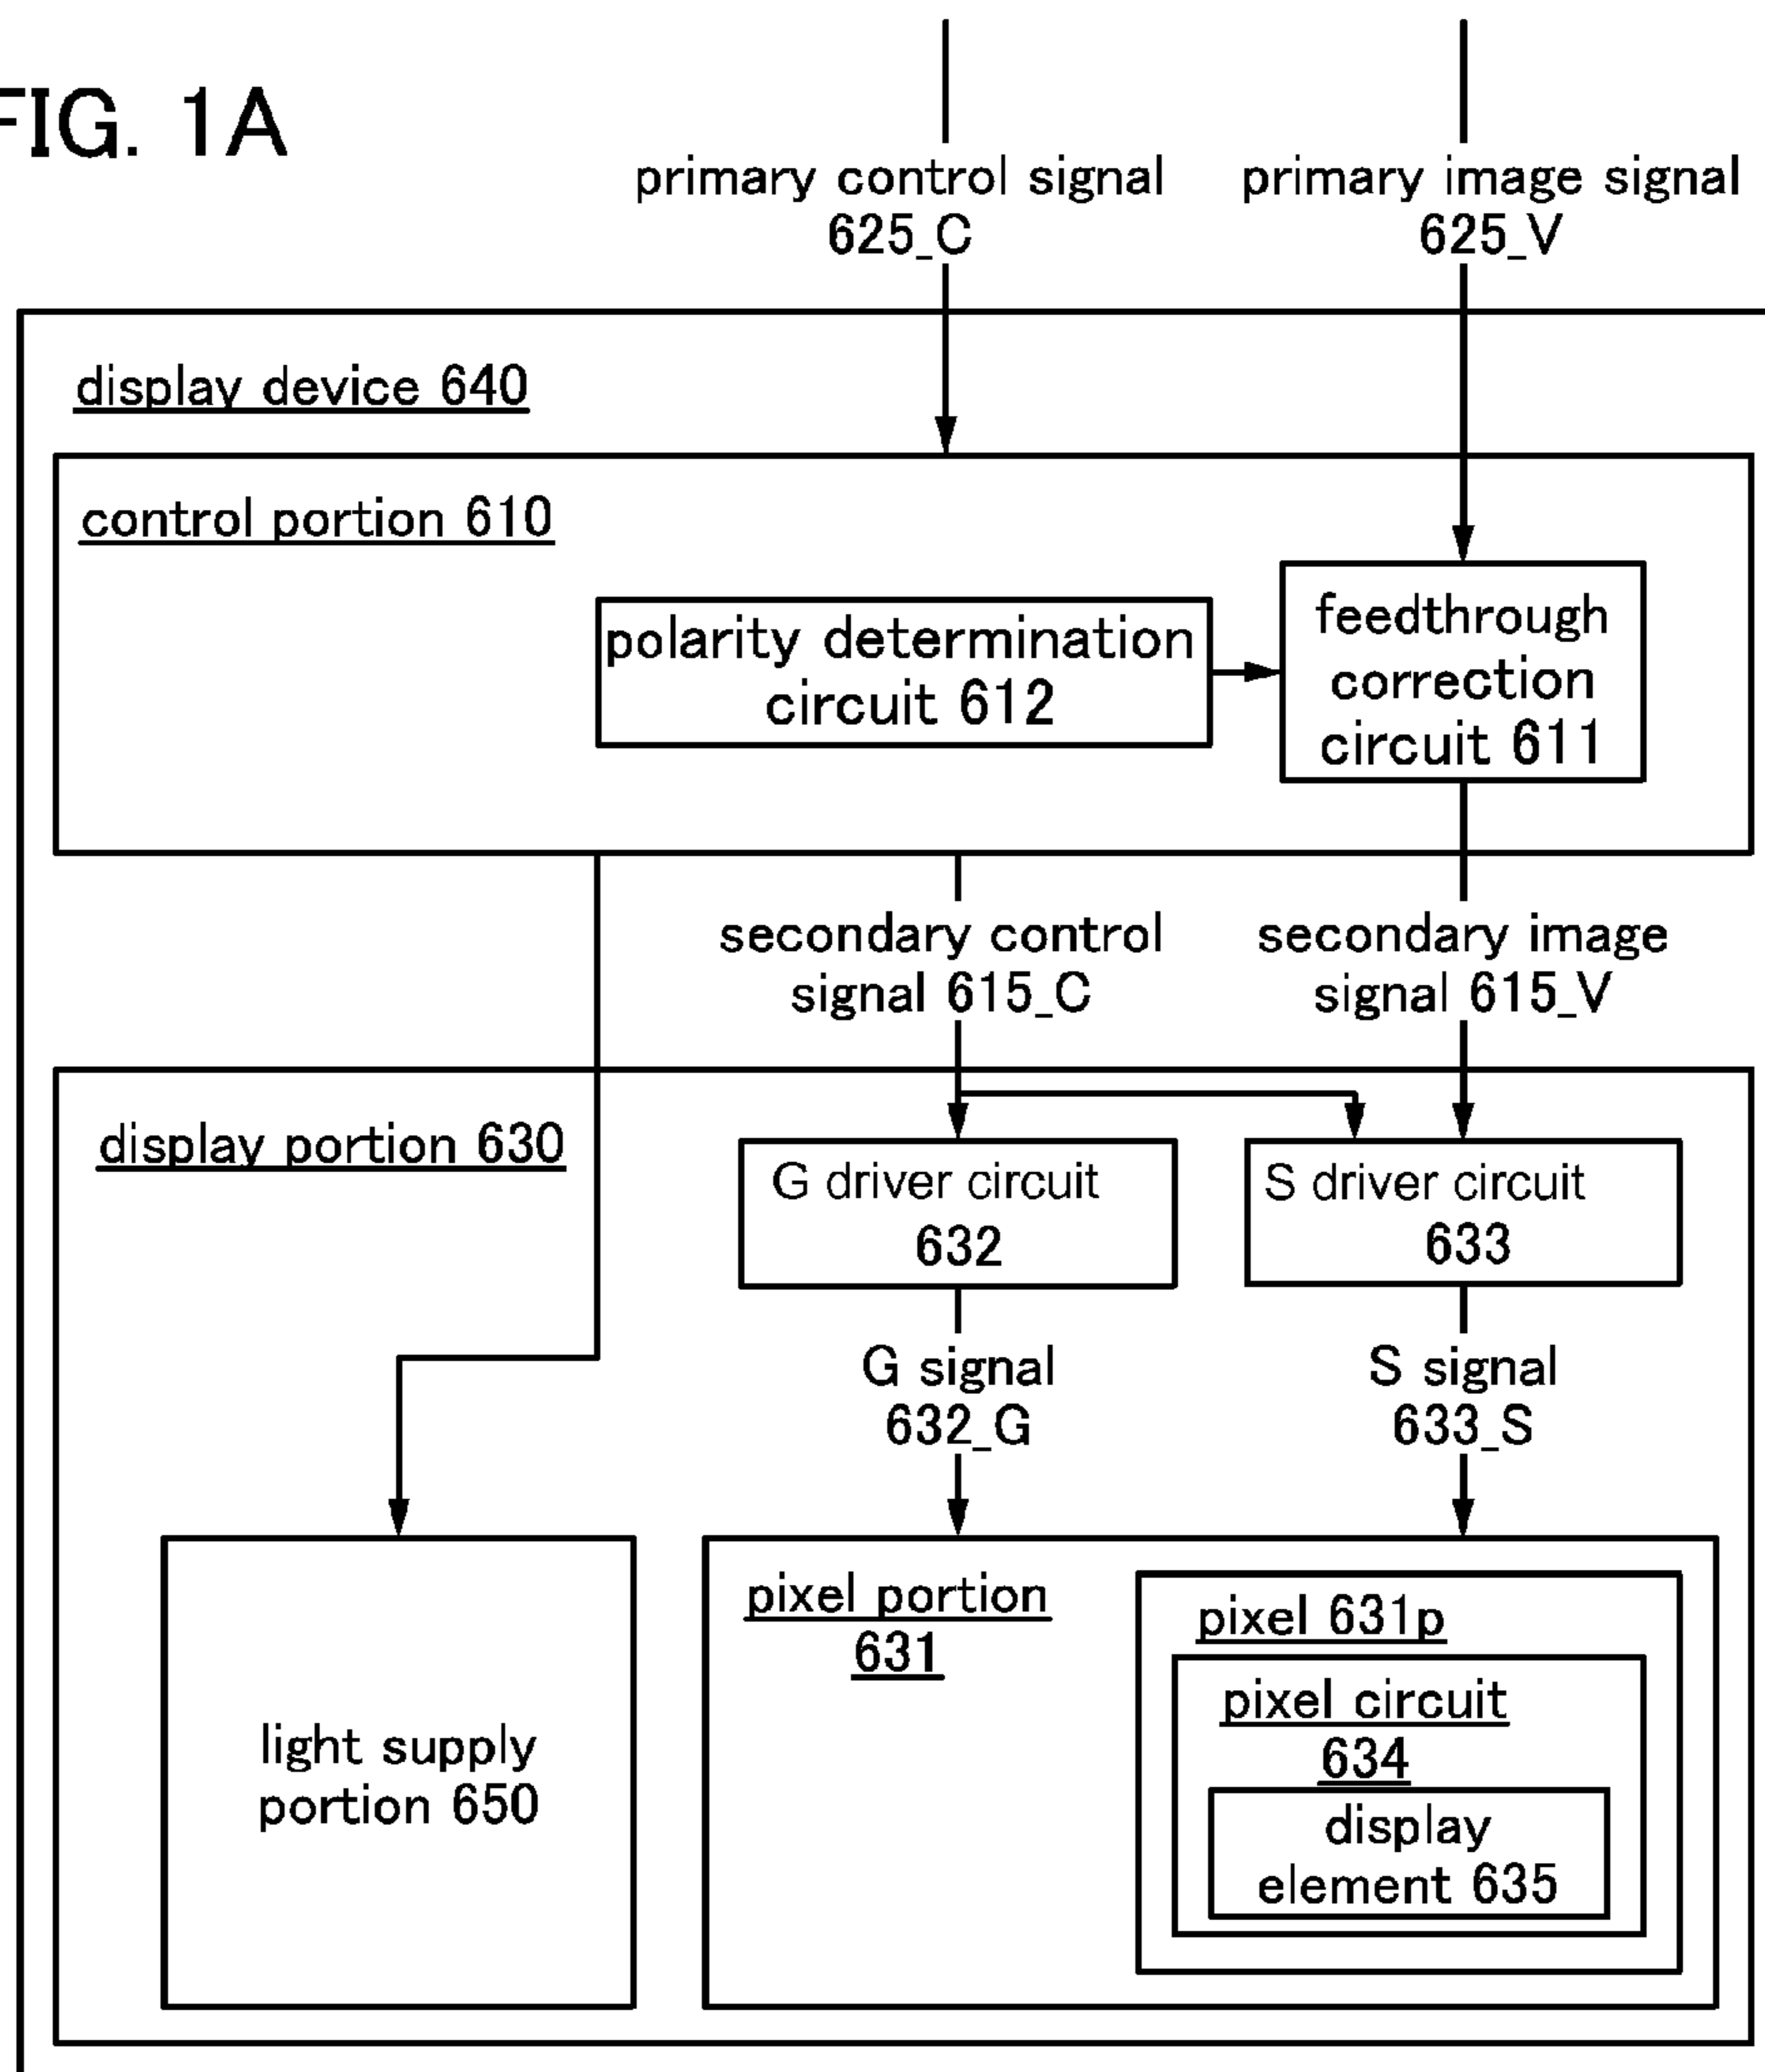 FIG. 1A
primary control signal
625_C
primary image signal
625_V
display device 640
control portion 610
polarity determination
circuit 612
feedthrough
correction
circuit 611
secondary control
signal 615_C
secondary image
signal 615_V
display portion 630
G driver circuit
632
S driver circuit
633
G signal
632_G
S signal
633_S
light supply
portion 650
pixel portion
631
pixel 631p
pixel circuit
634
display
element 635